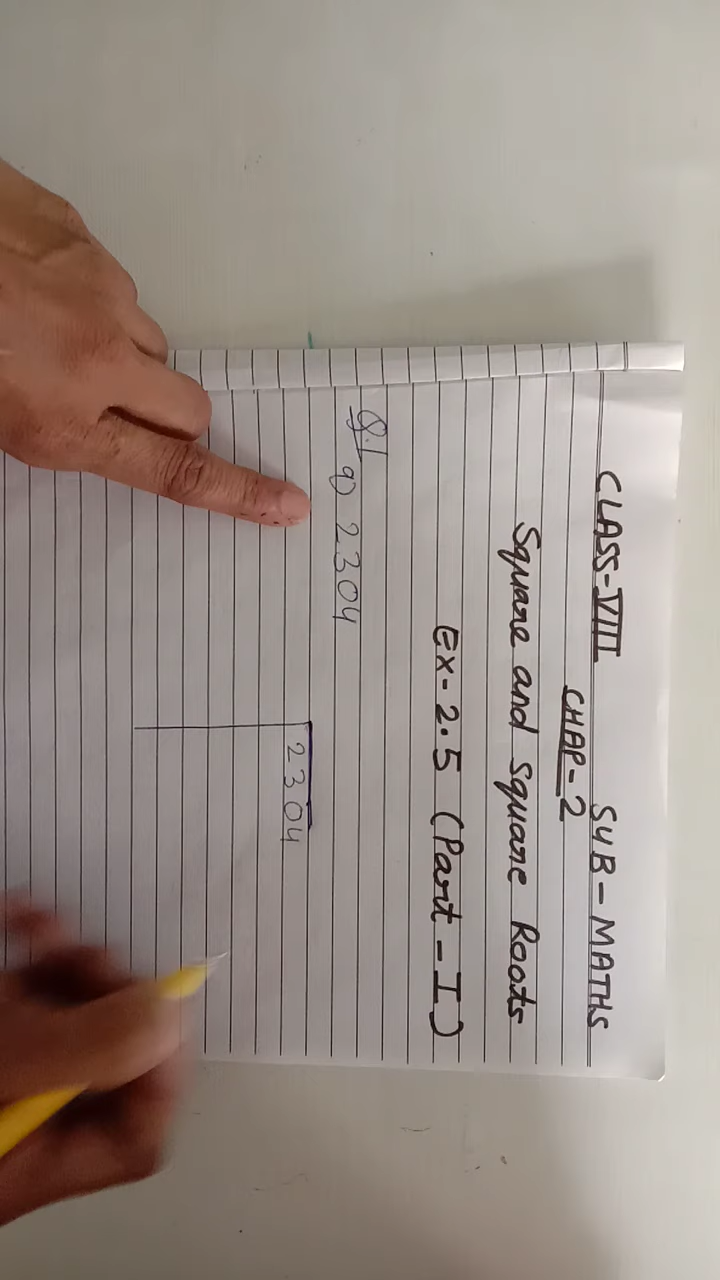 CLASS-VIII SUB-MATHS
CHAP-2
Square and Square Roots
Ex-2.5 (Part-I)
Q.1
a) 2304
2304